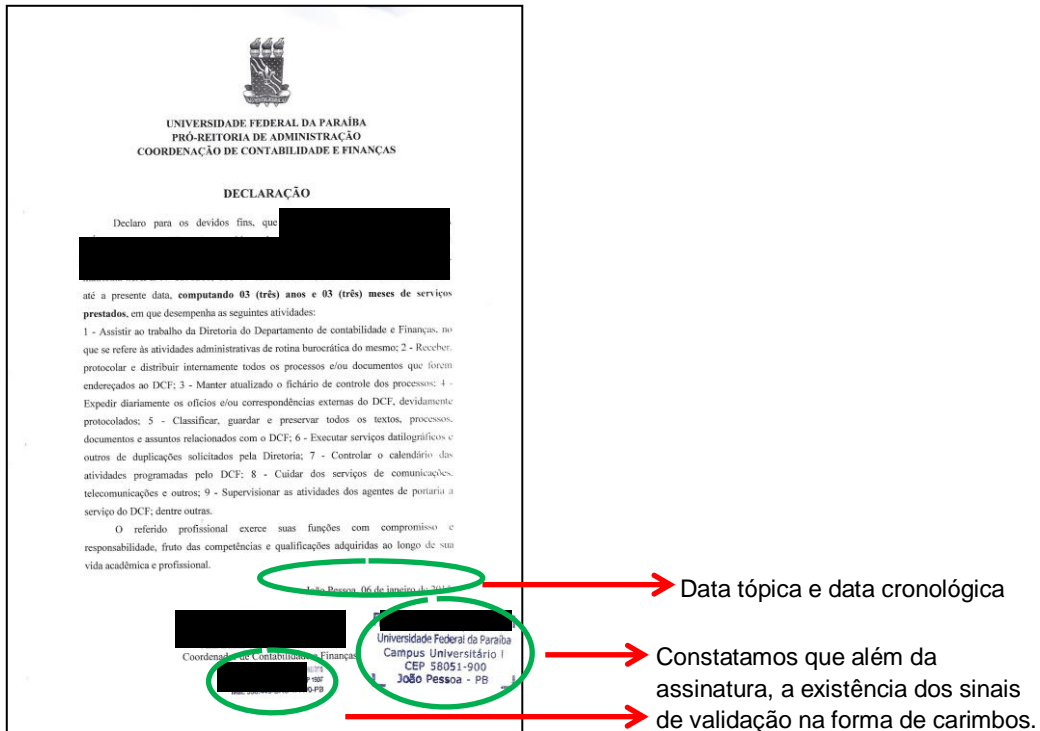 UNIVERSIDADE FEDERAL DA PARAÍBA
PRÓ-REITORIA DE ADMINISTRAÇÃO
COORDENAÇÃO DE CONTABILIDADE E FINANÇAS
DECLARAÇÃO
Declaro para os devidos fins, que
até a presente data, computando 03 (três) anos e 03 (três) meses de serviços
prestados, em que desempenha as seguintes atividades:
1 - Assistir ao trabalho da Diretoria do Departamento de contabilidade e Finanças, no
que se refere às atividades administrativas de rotina burocrática do mesmo; 2 - Receber,
protocolar e distribuir internamente todos os processos e/ou documentos que forem
endereçados ao DCF; 3 - Manter atualizado o fichário de controle dos processos; 4 -
Expedir diariamente os ofícios e/ou correspondências externas do DCF, devidamente
protocolados; 5 - Classificar, guardar e preservar todos os textos, processos,
documentos e assuntos relacionados com o DCF; 6 - Executar serviços datilográficos e
outros de duplicações solicitados pela Diretoria; 7 - Controlar o calendário das
atividades programadas pelo DCF; 8 - Cuidar dos serviços de comunicações,
telecomunicações e outros; 9 - Supervisionar as atividades dos agentes de portaria a
serviço do DCF; dentre outras.
O referido profissional exerce suas funções com compromisso e
responsabilidade, fruto das competências e qualificações adquiridas ao longo de sua
vida acadêmica e profissional.
João Pessoa, 06 de janeiro de
Data tópica e data cronológica
Universidade Federal da Paraíba
Campus Universitário I
CEP 58051-900
João Pessoa - PB
Coordenador de Contabilidade e Finanças
Constatamos que além da
assinatura, a existência dos sinais
de validação na forma de carimbos.